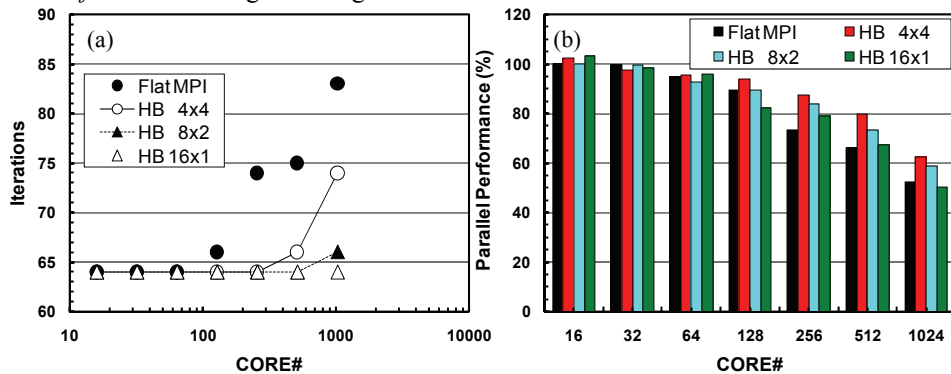 (a)
85
80
75
70
65
60
Iterations
Flat MPI
HB 4x4
HB 8x2
HB 16x1
10
100
1000
10000
CORE#
(b)
120
100
80
60
40
20
0
Parallel Performance (%)
Flat MPI
HB 4x4
HB 8x2
HB 16x1
16
32
64
128
256
512
1024
CORE#